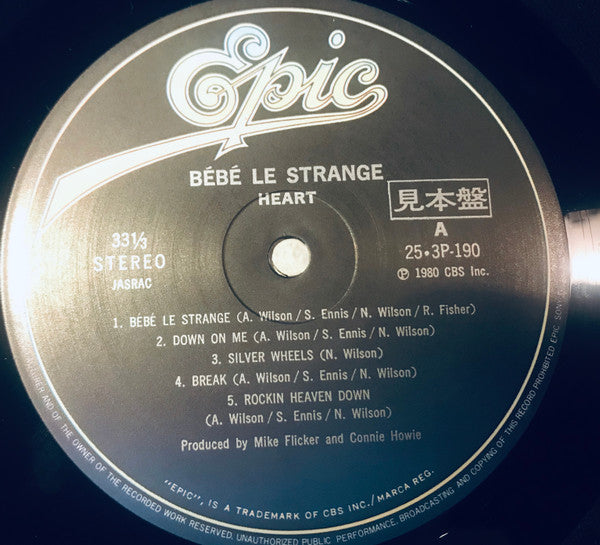 Epic
BÉBÉ LE STRANGE
HEART
見本盤
33 1/3
STEREO
JASRAC
A
25・3P-190
Ⓟ 1980 CBS Inc.
1. BÉBÉ LE STRANGE (A. Wilson/S. Ennis/N. Wilson/R. Fisher)
2. DOWN ON ME (A. Wilson/S. Ennis/N. Wilson)
3. SILVER WHEELS (N. Wilson)
4. BREAK (A. Wilson/S. Ennis/N. Wilson)
5. ROCKIN HEAVEN DOWN
(A. Wilson/S. Ennis/N. Wilson)
Produced by Mike Flicker and Connie Howie
"EPIC", IS A TRADEMARK OF CBS INC./MARCA REG.
AND OF THE OWNER OF THE RECORDED WORK RESERVED. UNAUTHORIZED PUBLIC PERFORMANCE, BROADCASTING AND COPYING OF THIS RECORD PROHIBITED EPIC